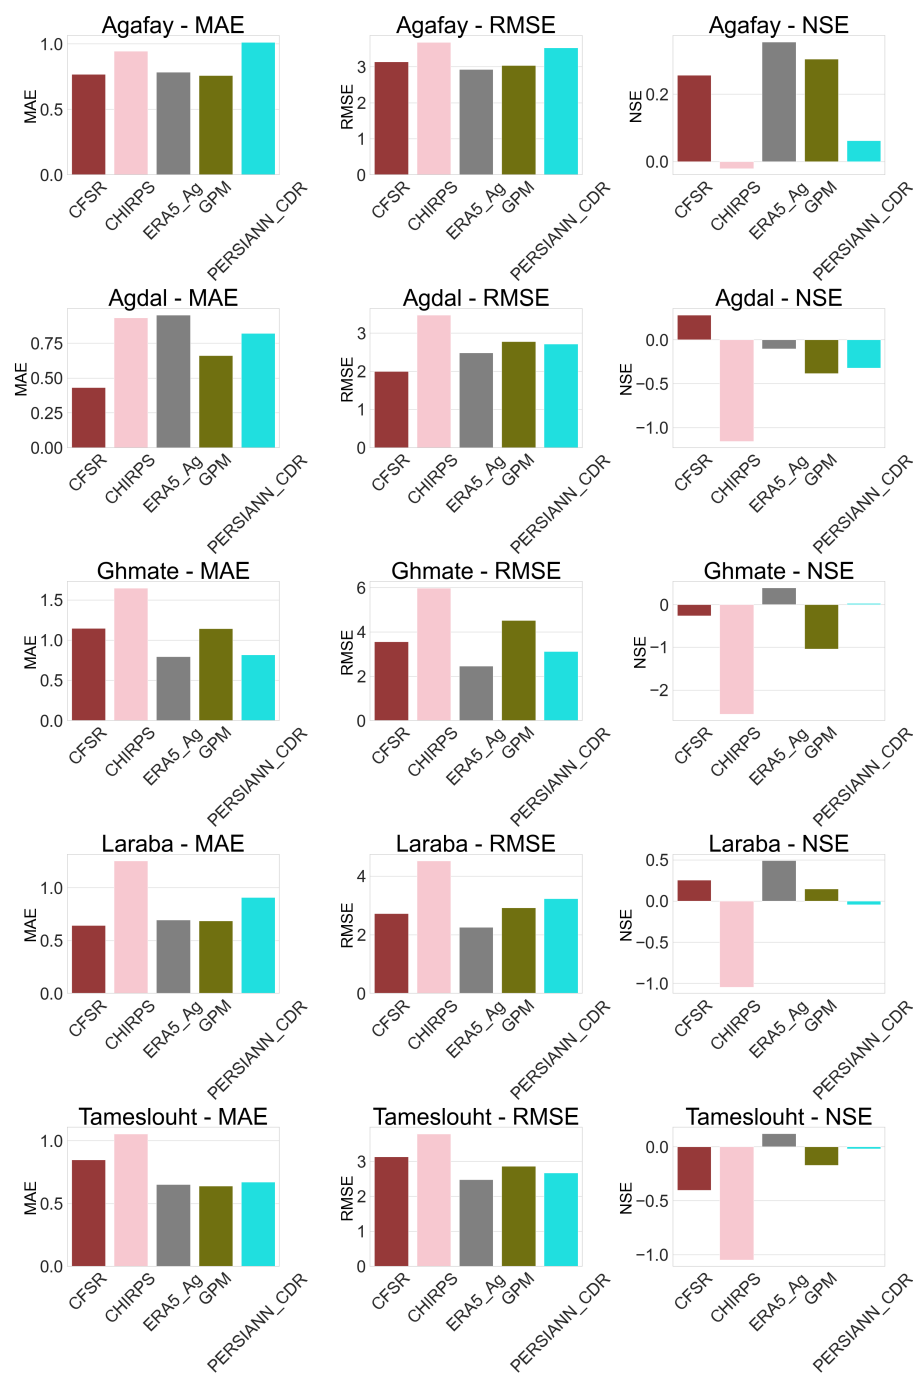 Agafay - MAE
Agafay - RMSE
Agafay - NSE
MAE
1.0
0.5
0.0
CFSR
CHIRPS
ERA5_Ag
GPM
PERSIANN_CDR
RMSE
3
2
1
0
CFSR
CHIRPS
ERA5_Ag
GPM
PERSIANN_CDR
NSE
0.2
0.0
CFSR
CHIRPS
ERA5_Ag
GPM
PERSIANN_CDR
Agdal - MAE
Agdal - RMSE
Agdal - NSE
MAE
0.75
0.50
0.25
0.00
CFSR
CHIRPS
ERA5_Ag
GPM
PERSIANN_CDR
RMSE
3
2
1
0
CFSR
CHIRPS
ERA5_Ag
GPM
PERSIANN_CDR
NSE
0.0
−0.5
−1.0
CFSR
CHIRPS
ERA5_Ag
GPM
PERSIANN_CDR
Ghmate - MAE
Ghmate - RMSE
Ghmate - NSE
MAE
1.5
1.0
0.5
0.0
CFSR
CHIRPS
ERA5_Ag
GPM
PERSIANN_CDR
RMSE
6
4
2
0
CFSR
CHIRPS
ERA5_Ag
GPM
PERSIANN_CDR
NSE
0
−1
−2
CFSR
CHIRPS
ERA5_Ag
GPM
PERSIANN_CDR
Laraba - MAE
Laraba - RMSE
Laraba - NSE
MAE
1.0
0.5
0.0
CFSR
CHIRPS
ERA5_Ag
GPM
PERSIANN_CDR
RMSE
4
2
0
CFSR
CHIRPS
ERA5_Ag
GPM
PERSIANN_CDR
NSE
0.5
0.0
−0.5
−1.0
CFSR
CHIRPS
ERA5_Ag
GPM
PERSIANN_CDR
Tameslouht - MAE
Tameslouht - RMSE
Tameslouht - NSE
MAE
1.0
0.5
0.0
CFSR
CHIRPS
ERA5_Ag
GPM
PERSIANN_CDR
RMSE
3
2
1
0
CFSR
CHIRPS
ERA5_Ag
GPM
PERSIANN_CDR
NSE
0.0
−0.5
−1.0
CFSR
CHIRPS
ERA5_Ag
GPM
PERSIANN_CDR